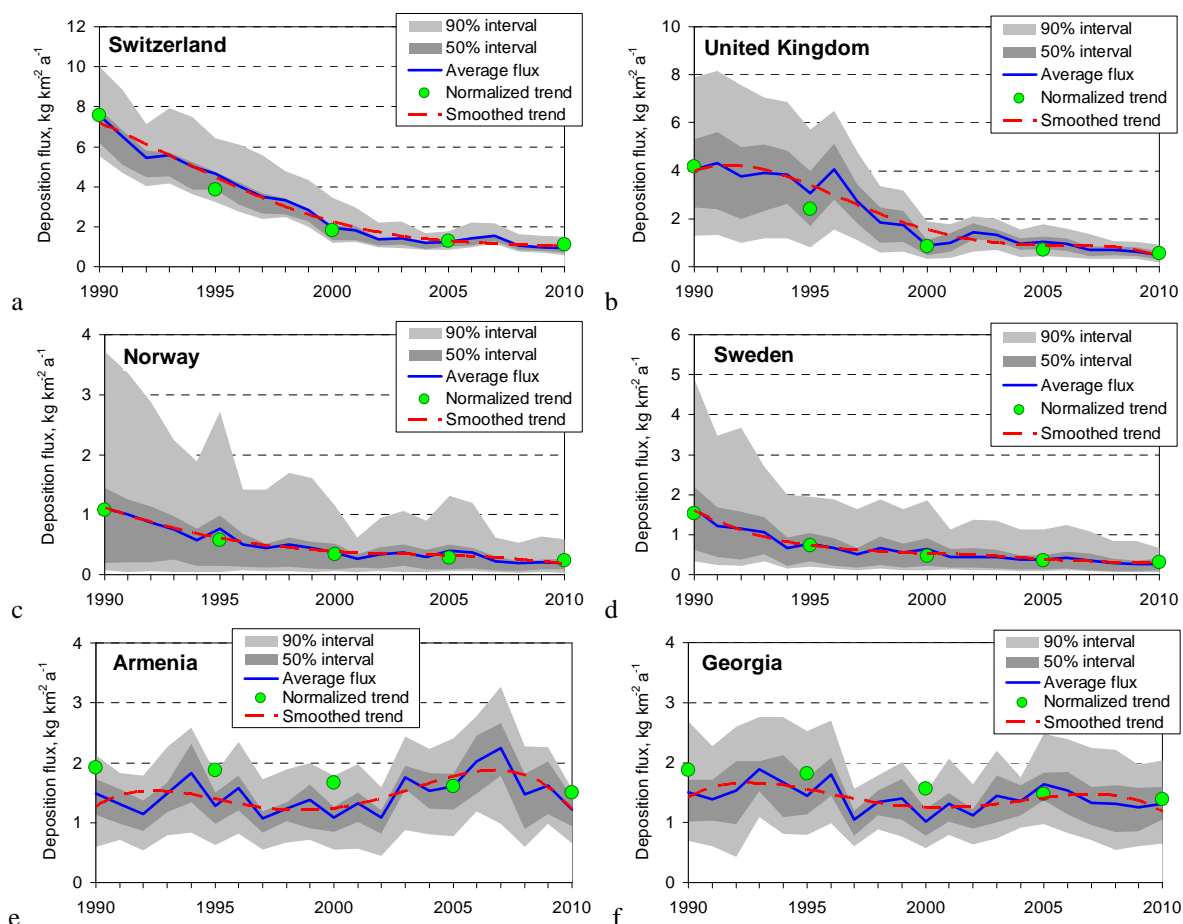 12
10
8
6
4
2
0
Deposition flux, kg km-2 a-1
Switzerland
90% interval
50% interval
Average flux
Normalized trend
Smoothed trend
1990 1995 2000 2005 2010
a
10
8
6
4
2
0
Deposition flux, kg km-2 a-1
United Kingdom
90% interval
50% interval
Average flux
Normalized trend
Smoothed trend
1990 1995 2000 2005 2010
b
4
3
2
1
0
Deposition flux, kg km-2 a-1
Norway
90% interval
50% interval
Average flux
Normalized trend
Smoothed trend
1990 1995 2000 2005 2010
c
6
5
4
3
2
1
0
Deposition flux, kg km-2 a-1
Sweden
90% interval
50% interval
Average flux
Normalized trend
Smoothed trend
1990 1995 2000 2005 2010
d
4
3
2
1
0
Deposition flux, kg km-2 a-1
Armenia
90% interval
50% interval
Average flux
Normalized trend
Smoothed trend
1990 1995 2000 2005 2010
e
4
3
2
1
0
Deposition flux, kg km-2 a-1
Georgia
90% interval
50% interval
Average flux
Normalized trend
Smoothed trend
1990 1995 2000 2005 2010
f